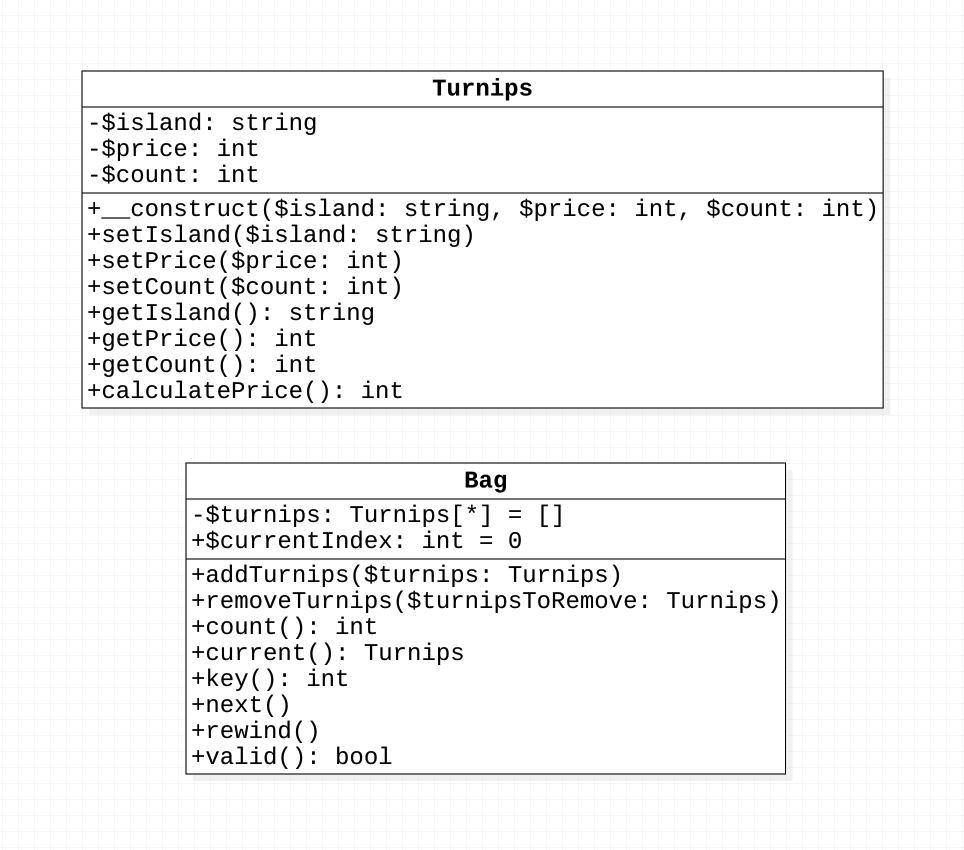 Turnips
-$island: string
-$price: int
-$count: int
+__construct($island: string, $price: int, $count: int)
+setIsland($island: string)
+setPrice($price: int)
+setCount($count: int)
+getIsland(): string
+getPrice(): int
+getCount(): int
+calculatePrice(): int
Bag
-$turnips: Turnips[*] = []
+$currentIndex: int = 0
+addTurnips($turnips: Turnips)
+removeTurnips($turnipsToRemove: Turnips)
+count(): int
+current(): Turnips
+key(): int
+next()
+rewind()
+valid(): bool